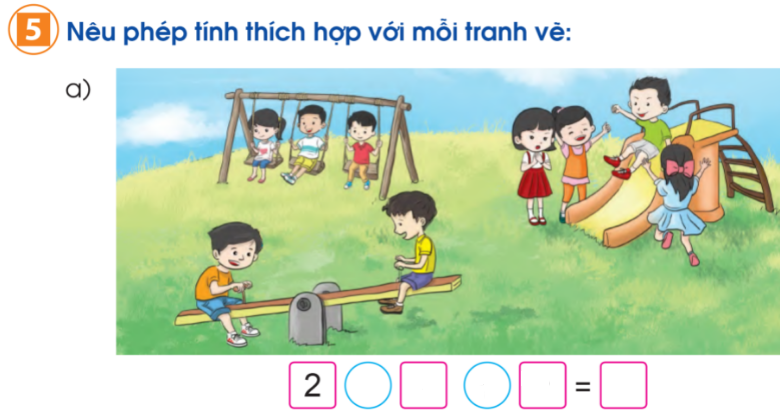 5 Nêu phép tính thích hợp với mỗi tranh vẽ:
a)
2 =